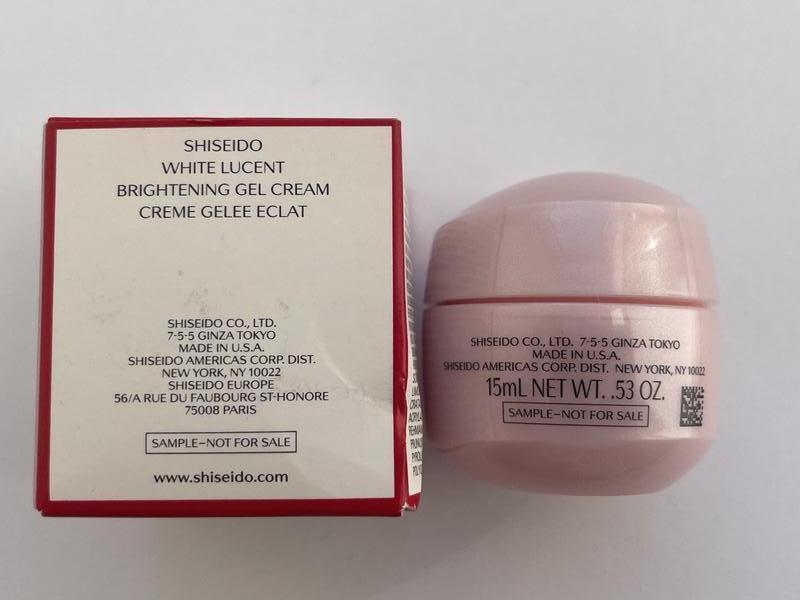 SHISEIDO
WHITE LUCENT
BRIGHTENING GEL CREAM
CREME GELEE ECLAT
SHISEIDO CO., LTD.
7-5-5 GINZA TOKYO
MADE IN U.S.A.
SHISEIDO AMERICAS CORP. DIST.
NEW YORK, NY 10022
SHISEIDO EUROPE
56/A RUE DU FAUBOURG ST-HONORE
75008 PARIS
SAMPLE–NOT FOR SALE
www.shiseido.com
SHISEIDO CO., LTD. 7-5-5 GINZA TOKYO
MADE IN U.S.A.
SHISEIDO AMERICAS CORP. DIST. NEW YORK, NY 10022
15mL NET WT. .53 OZ.
SAMPLE–NOT FOR SALE